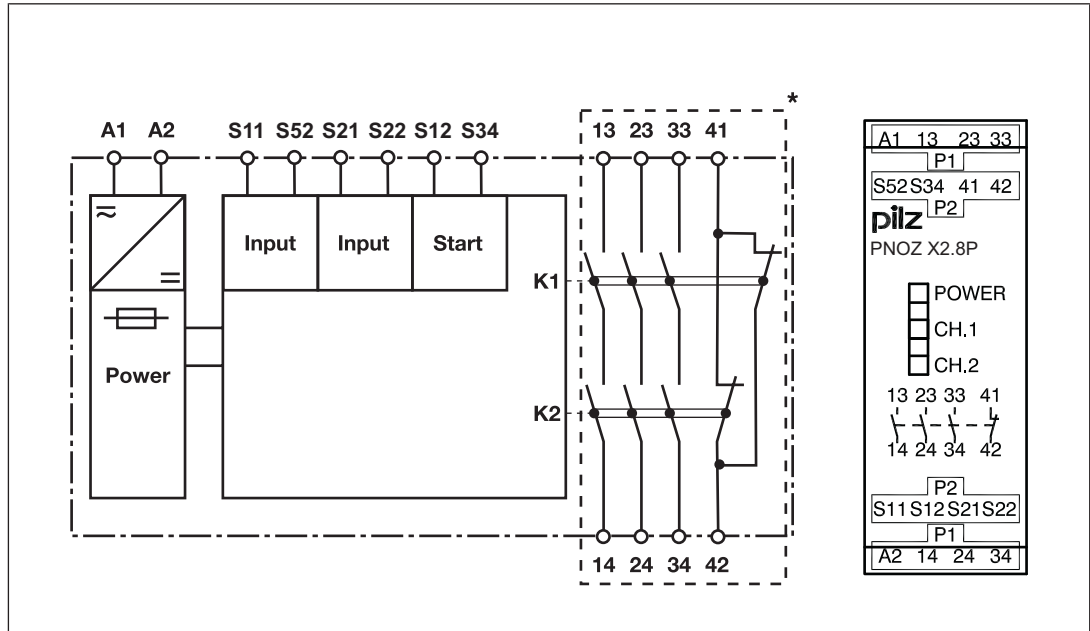 *
A1 A2 S11 S52 S21 S22 S12 S34 13 23 33 41
Input Input Start
K1
Power
K2
14 24 34 42
A1 13 23 33
P1
S52 S34 41 42
P2
pilz
PNOZ X2.8P
POWER
CH.1
CH.2
13 23 33 41
14 24 34 42
P2
S11 S12 S21 S22
P1
A2 14 24 34